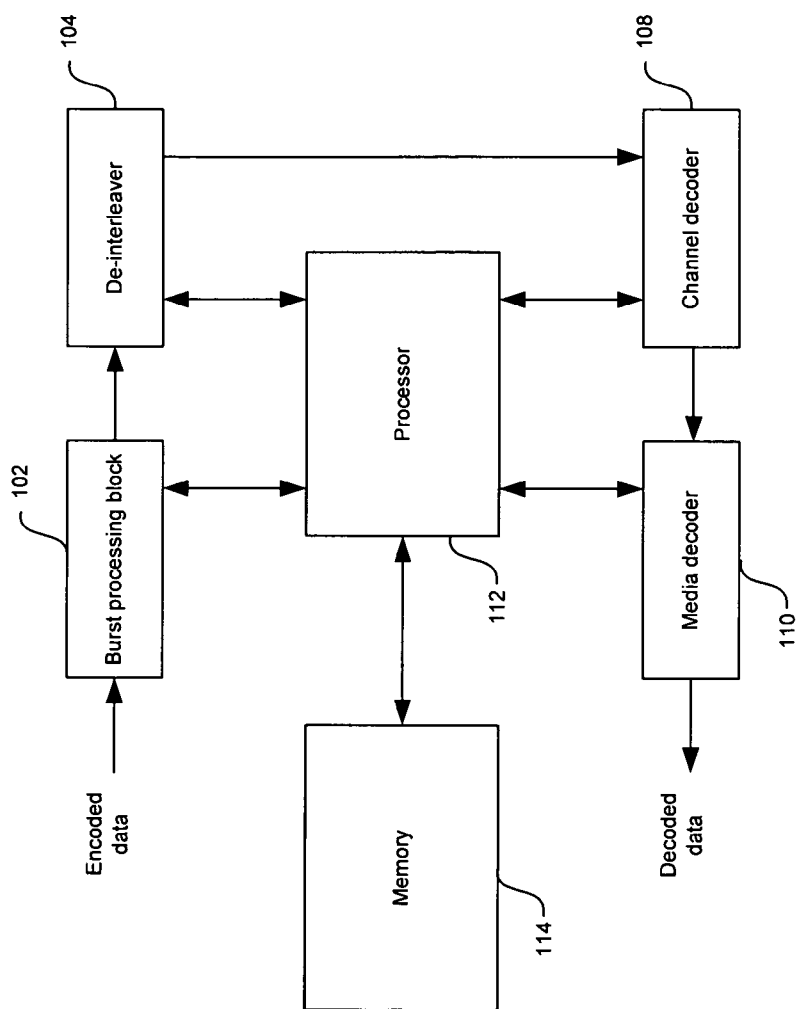 Encoded
data
102
Burst processing block
104
De-interleaver
Memory
114
Processor
112
Decoded
data
Media decoder
110
Channel decoder
108